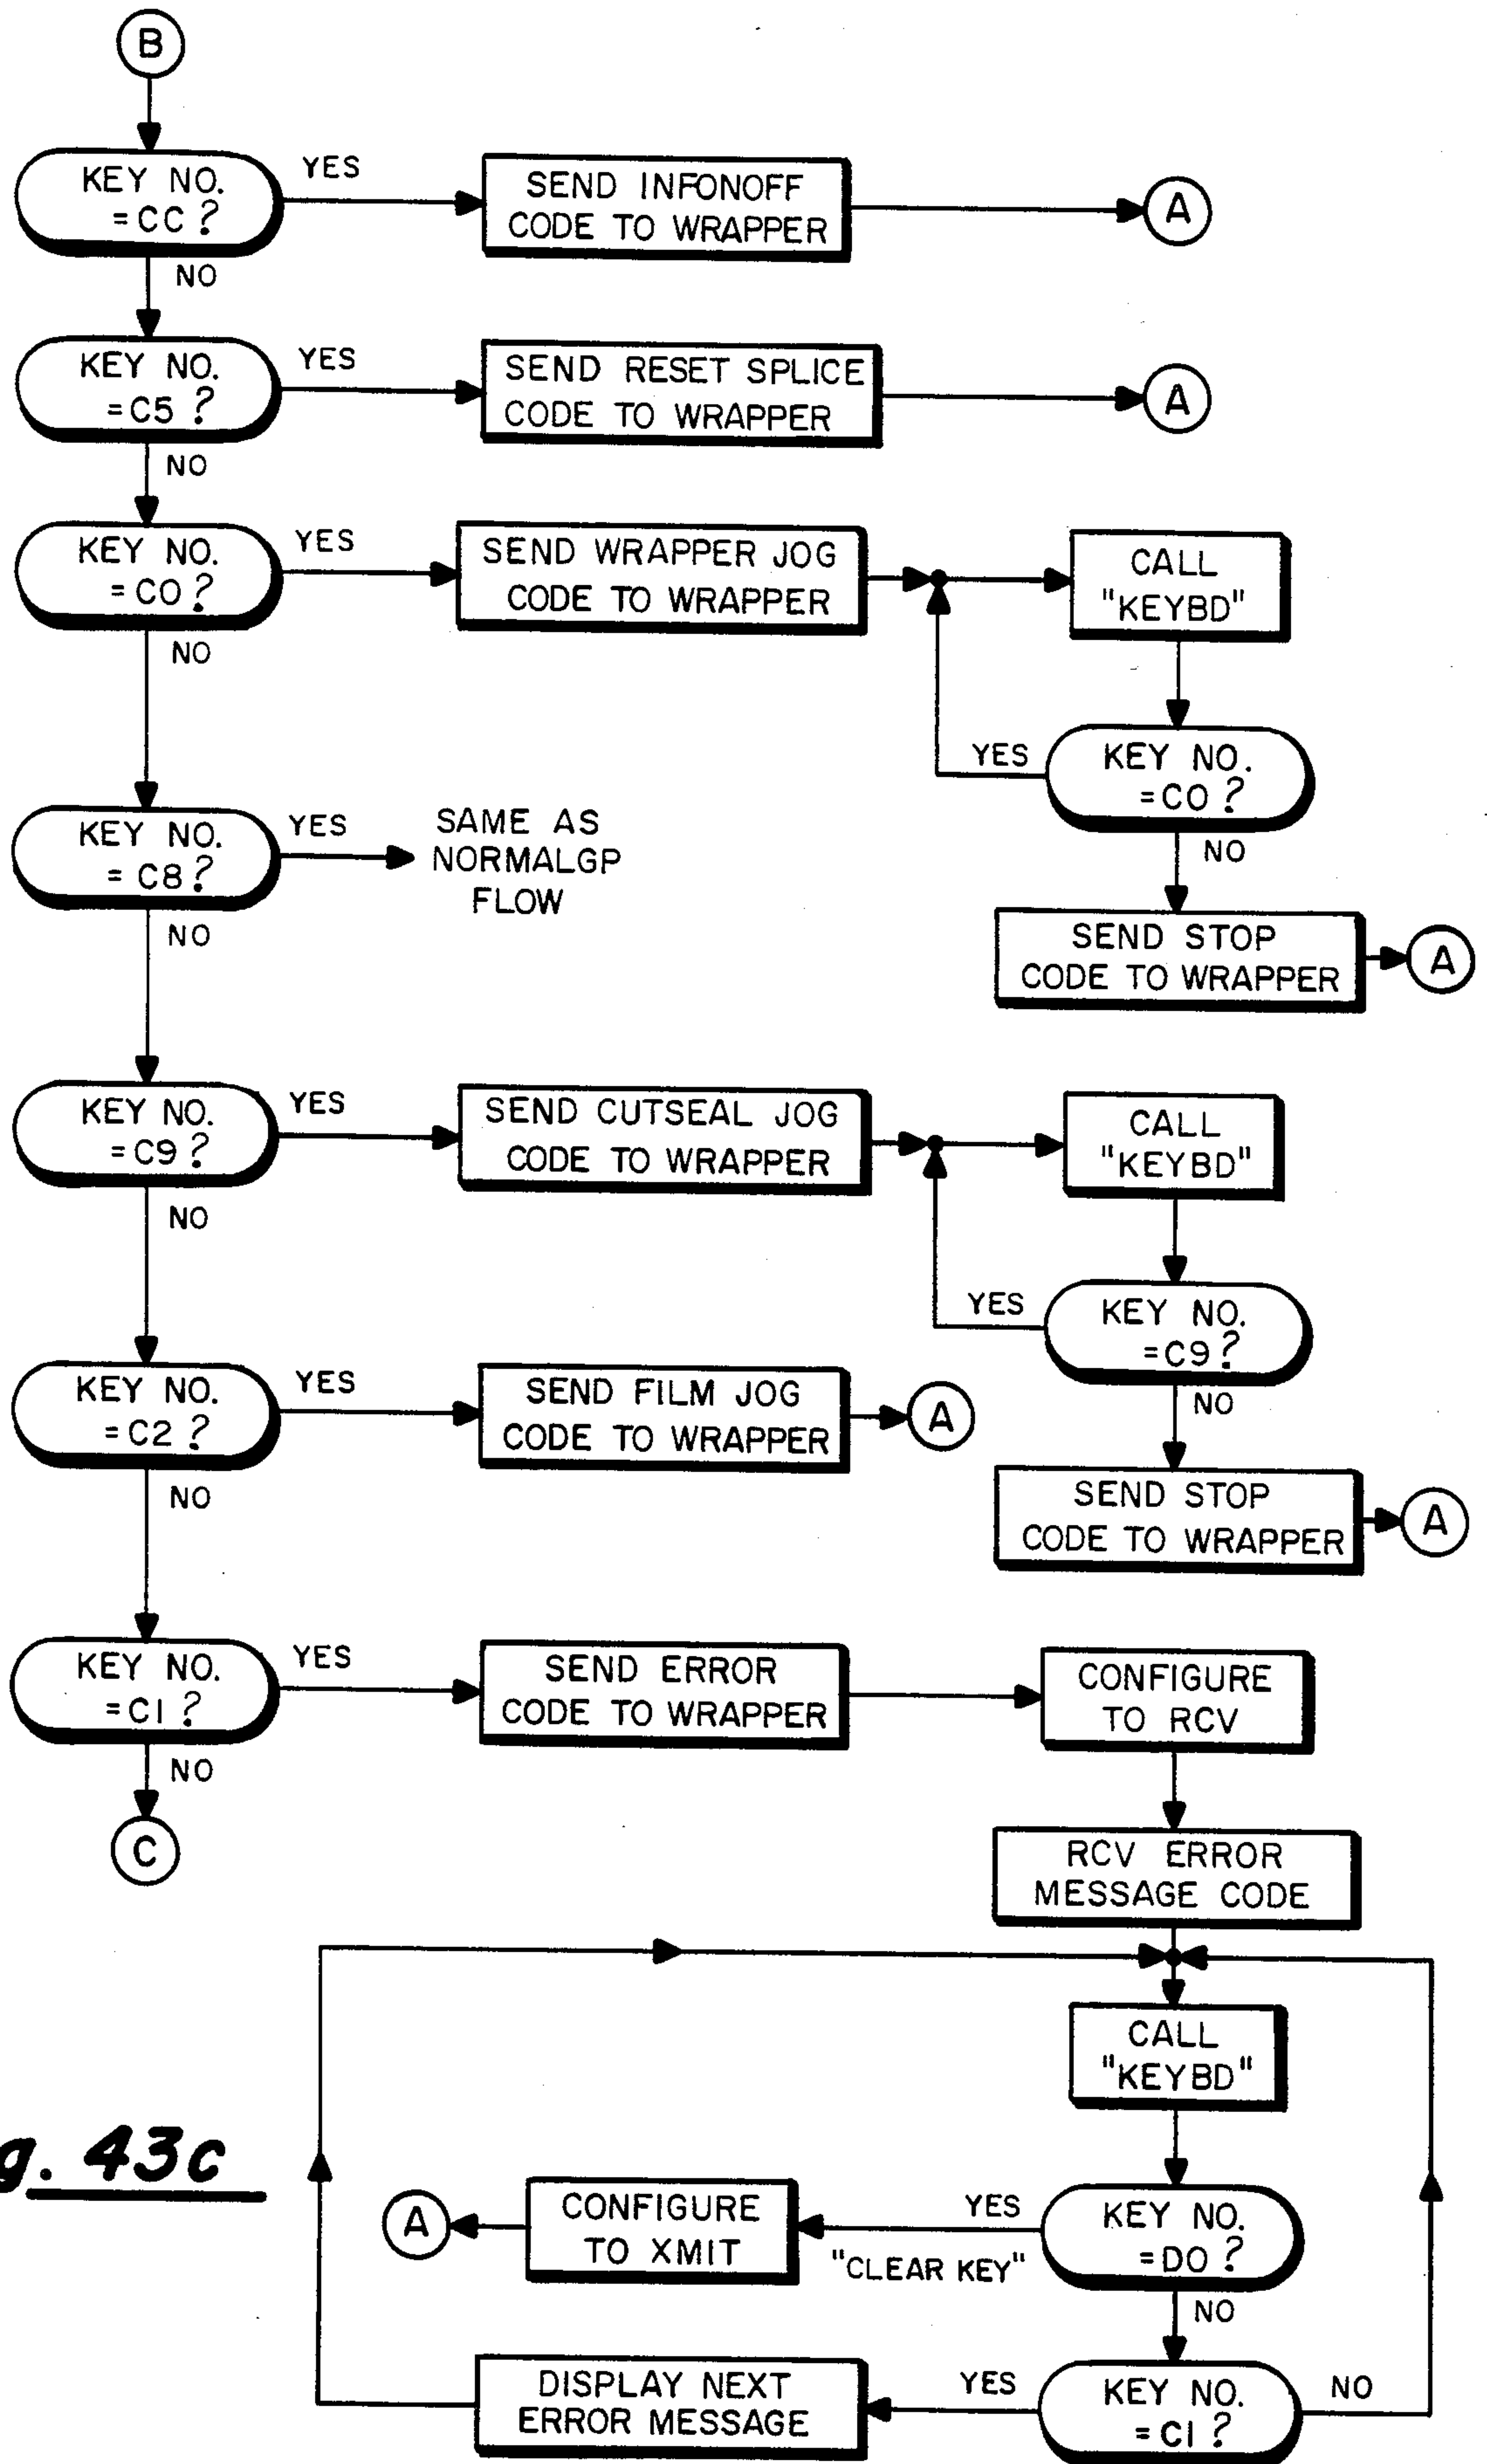 B
KEY NO.
=CC?
YES
SEND INFONOFF
CODE TO WRAPPER
A
NO
KEY NO.
=C5?
YES
SEND RESET SPLICE
CODE TO WRAPPER
A
NO
KEY NO.
=C0?
YES
SEND WRAPPER JOG
CODE TO WRAPPER
CALL
"KEYBD"
NO
YES
KEY NO.
=C0?
NO
SEND STOP
CODE TO WRAPPER
A
KEY NO.
=C8?
YES
SAME AS
NORMALGP
FLOW
NO
KEY NO.
=C9?
YES
SEND CUTSEAL JOG
CODE TO WRAPPER
CALL
"KEYBD"
NO
YES
KEY NO.
=C9?
NO
SEND STOP
CODE TO WRAPPER
A
KEY NO.
=C2?
YES
SEND FILM JOG
CODE TO WRAPPER
A
NO
KEY NO.
=C1?
YES
SEND ERROR
CODE TO WRAPPER
CONFIGURE
TO RCV
NO
C
RCV ERROR
MESSAGE CODE
CALL
"KEYBD"
KEY NO.
=D0?
YES
"CLEAR KEY"
CONFIGURE
TO XMIT
A
NO
KEY NO.
=C1?
YES
NO
DISPLAY NEXT
ERROR MESSAGE
g. 43c